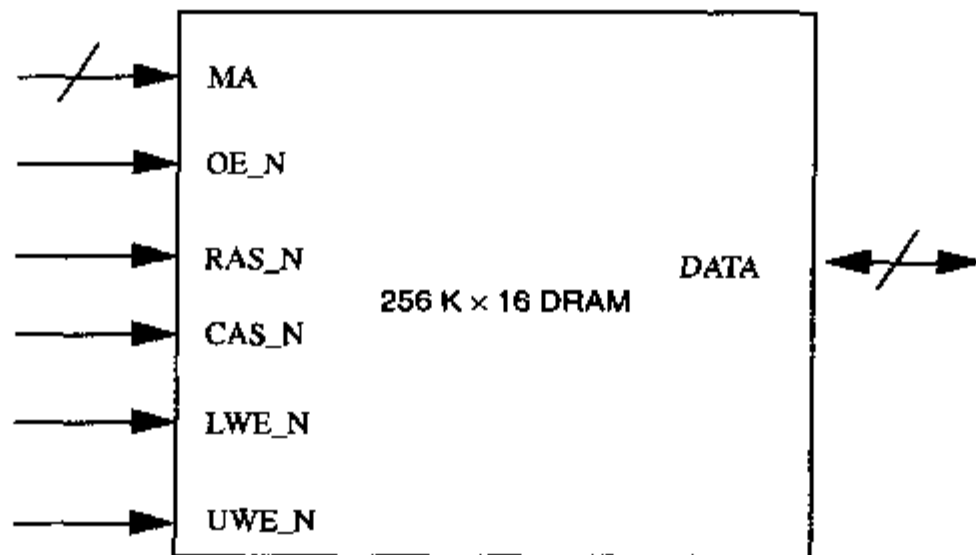 MA
OE_N
RAS_N
DATA
256 K × 16 DRAM
CAS_N
LWE_N
UWE_N